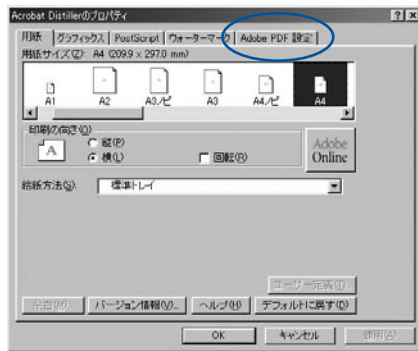 Acrobat Distillerのプロパティ
用紙 グラフィックス PostScript ウォーターマーク Adobe PDF 設定
用紙サイズ(Z): A4 (209.9 x 297.0 mm)
A1 A2 A3ノビ A3 A4ノビ A4
印刷の向き(O)
A 縦(P)
横(L) 回転(R)
Adobe
Online
給紙方法(S): 標準トレイ
ユーザー定義(I)
余白(M) バージョン情報(V)... ヘルプ(H) デフォルトに戻す(D)
OK キャンセル 適用(A)